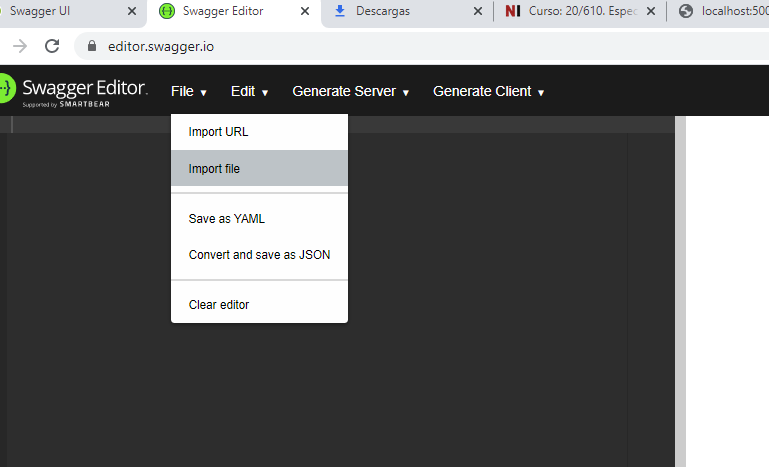 Swagger UI
Swagger Editor
Descargas
NI Curso: 20/610. Espec
localhost:500
editor.swagger.io
Swagger Editor.
Supported by SMARTBEAR
File
Edit
Generate Server
Generate Client
Import URL
Import file
Save as YAML
Convert and save as JSON
Clear editor